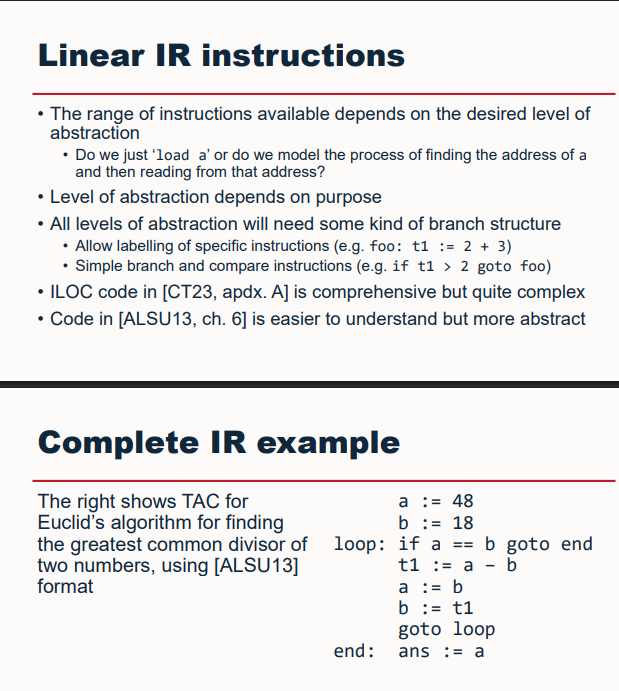 Linear IR instructions
• The range of instructions available depends on the desired level of
abstraction
• Do we just ‘load a’ or do we model the process of finding the address of a
and then reading from that address?
• Level of abstraction depends on purpose
• All levels of abstraction will need some kind of branch structure
• Allow labelling of specific instructions (e.g. foo: t1 := 2 + 3)
• Simple branch and compare instructions (e.g. if t1 > 2 goto foo)
• ILOC code in [CT23, apdx. A] is comprehensive but quite complex
• Code in [ALSU13, ch. 6] is easier to understand but more abstract
Complete IR example
The right shows TAC for
Euclid’s algorithm for finding
the greatest common divisor of
two numbers, using [ALSU13]
format
a := 48
b := 18
loop: if a == b goto end
t1 := a - b
a := b
b := t1
goto loop
end: ans := a